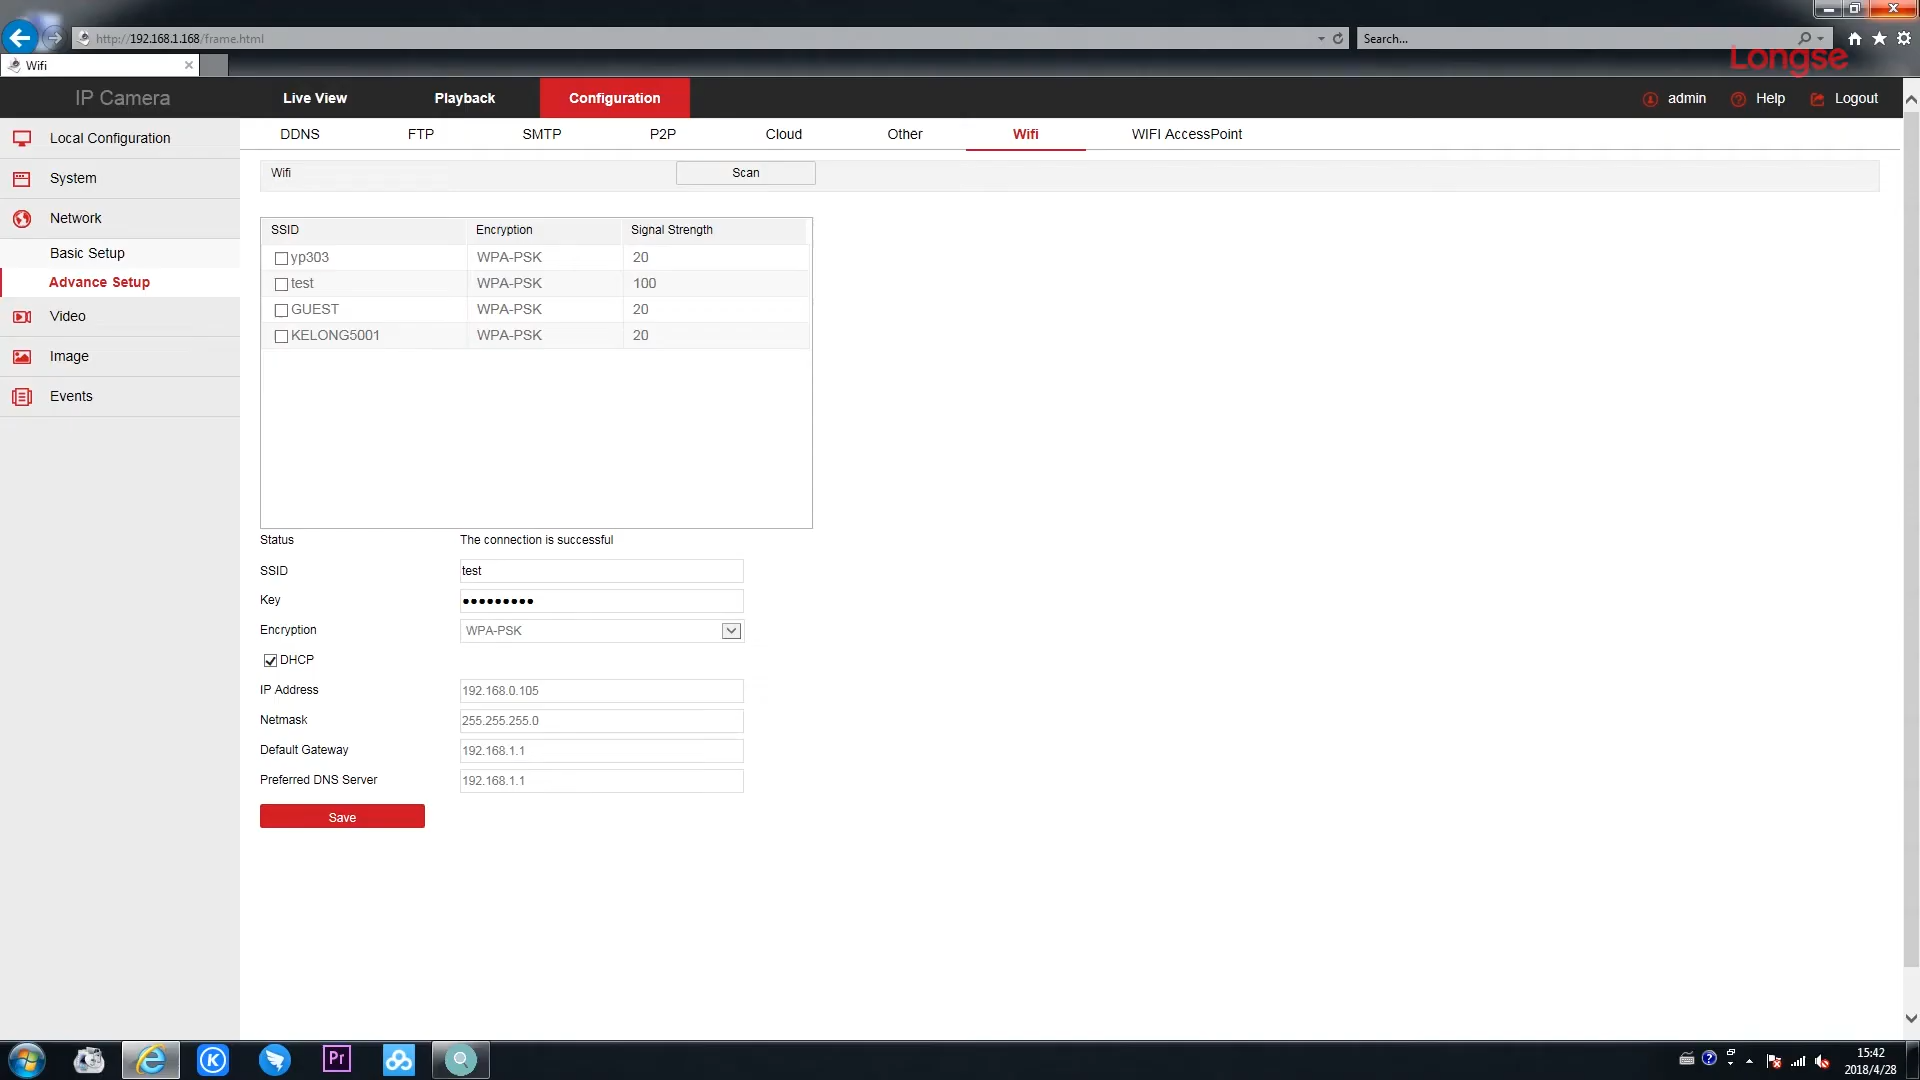 http://192.168.1.168/frame.html
Search...
Wifi
Longse
IP Camera
Live View
Playback
Configuration
admin
Help
Logout
Local Configuration
System
Network
Basic Setup
Advance Setup
Video
Image
Events
DDNS
FTP
SMTP
P2P
Cloud
Other
Wifi
WIFI AccessPoint
Wifi
Scan
SSID Encryption Signal Strength
yp303 WPA-PSK 20
test WPA-PSK 100
GUEST WPA-PSK 20
KELONG5001 WPA-PSK 20
Status The connection is successful
SSID test
Key •••••••••
Encryption WPA-PSK
DHCP
IP Address 192.168.0.105
Netmask 255.255.255.0
Default Gateway 192.168.1.1
Preferred DNS Server 192.168.1.1
Save
K
Pr
15:42
2018/4/28